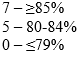 7 – ≥85%
5 – 80-84%
0 – ≤79%